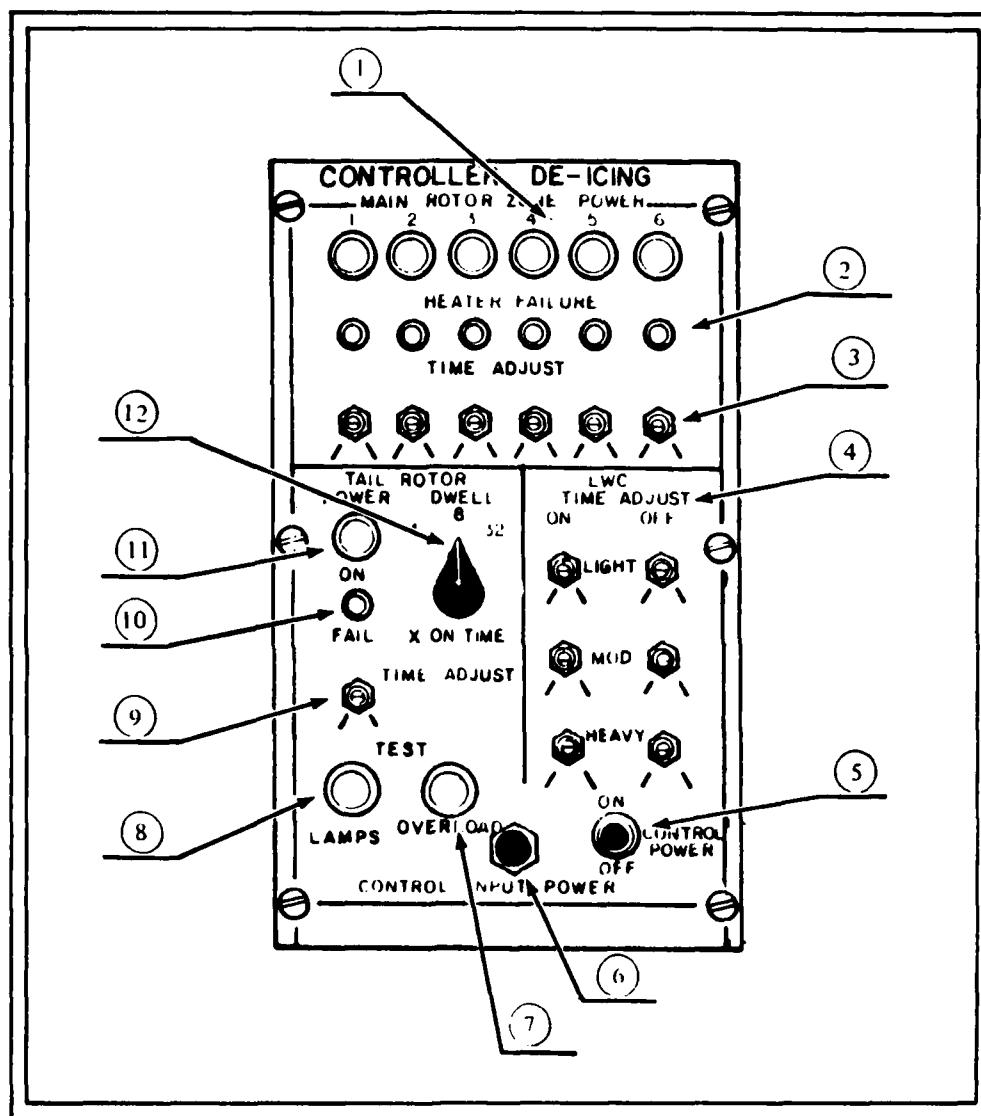 1
CONTROLLER DE-ICING
MAIN ROTOR ZONE POWER
1 2 3 4 5 6
HEATER FAILURE
2
TIME ADJUST
3
12
TAIL ROTOR
POWER DWELL
8 32
LWC
TIME ADJUST
4
ON OFF
11
ON
LIGHT
10
FAIL
X ON TIME
MOD
TIME ADJUST
9
HEAVY
TEST
5
ON
8
LAMPS
OVERLOAD
CONTROL
POWER
OFF
CONTROL INPUT POWER
6
7